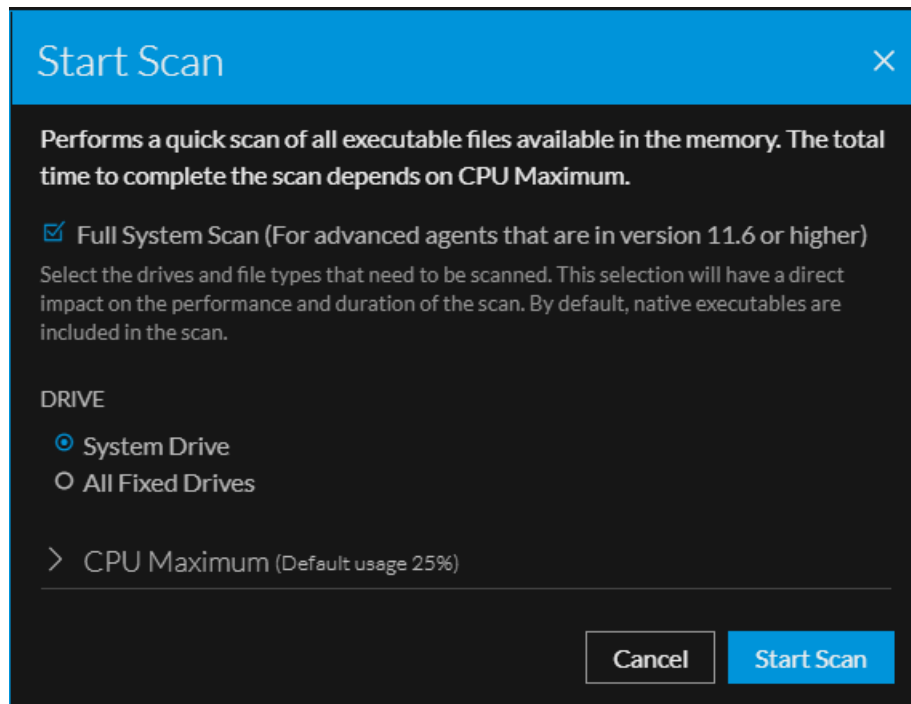 Start Scan
Performs a quick scan of all executable files available in the memory. The total
time to complete the scan depends on CPU Maximum.
Full System Scan (For advanced agents that are in version 11.6 or higher)
Select the drives and file types that need to be scanned. This selection will have a direct
impact on the performance and duration of the scan. By default, native executables are
included in the scan.
DRIVE
System Drive
All Fixed Drives
CPU Maximum (Default usage 25%)
Cancel Start Scan